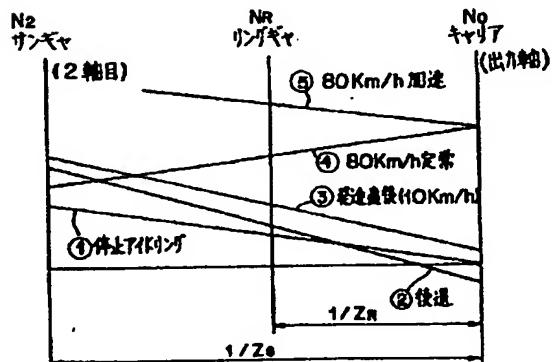 N2
サンギャ
(2軸目)
NR
リングギャ
NO
キャリア
(出力軸)
⑤ 80Km/h 加速
④ 80Km/h 定常
③ 発進直後(10Km/h)
① 停止アイドリング
② 後退
1/ZR
1/ZS